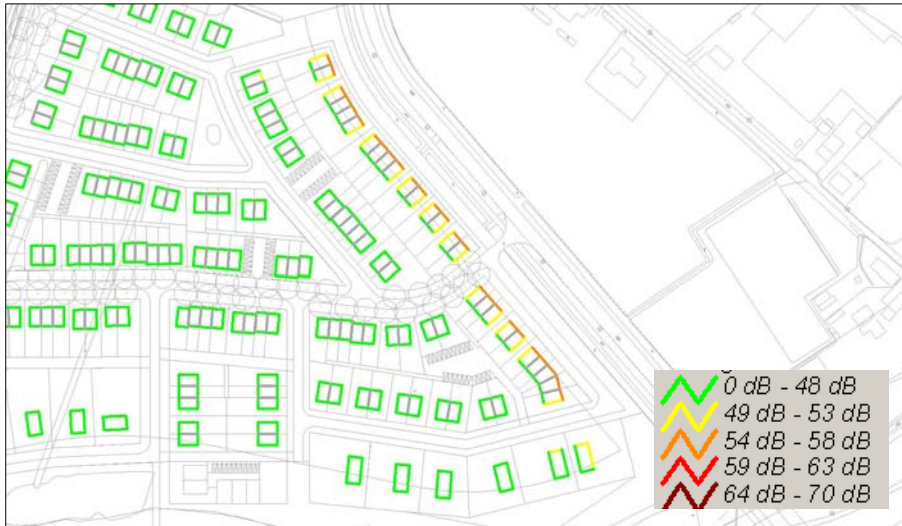 0 dB - 48 dB
49 dB - 53 dB
54 dB - 58 dB
59 dB - 63 dB
64 dB - 70 dB